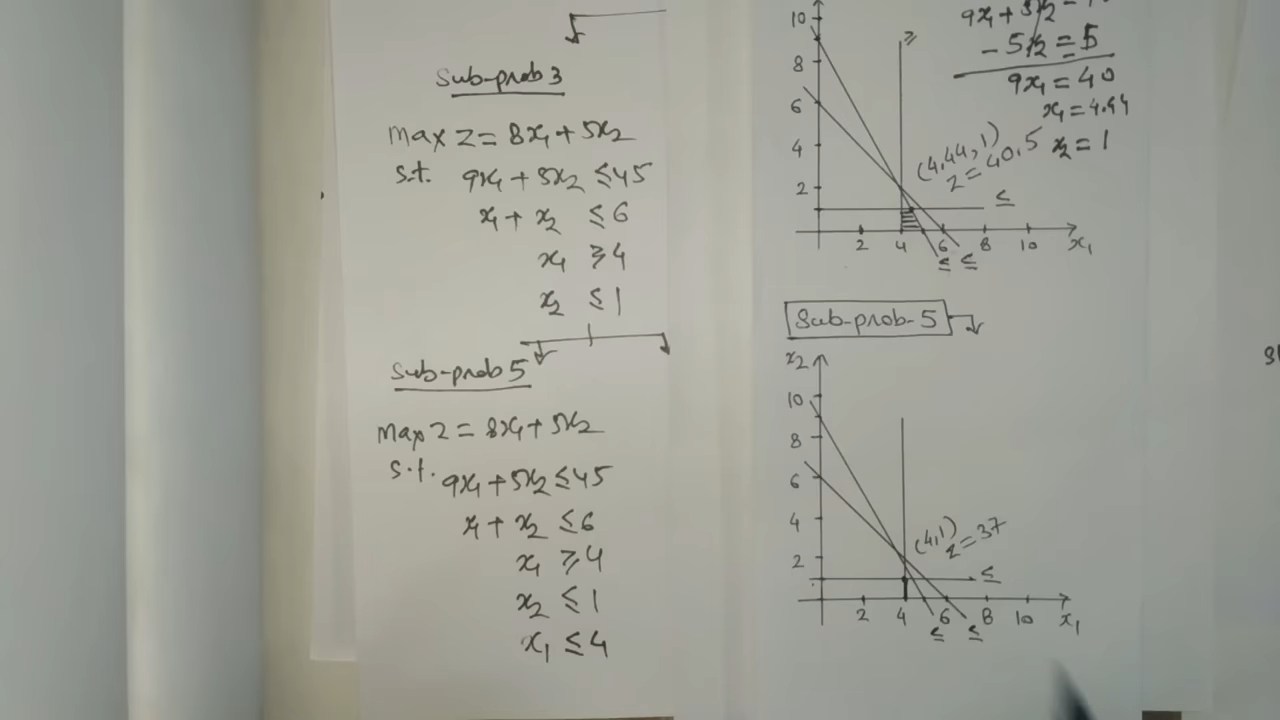 Sub-prob 3
Max Z = 8x₁ + 5x₂
s.t. 9x₁ + 5x₂ ≤ 45
x₁ + x₂ ≤ 6
x₁ ≥ 4
x₂ ≤ 1
Sub-prob 5
Max Z = 8x₁ + 5x₂
s.t. 9x₁ + 5x₂ ≤ 45
x₁ + x₂ ≤ 6
x₁ ≥ 4
x₂ ≤ 1
x₁ ≤ 4
- 5x₂ = 5
9x₁ = 40
x₁ = 4.44
x₂ = 1
10
8
6
4
2
≥
(4.44, 1)
Z = 40.5
≤
2 4 6 8 10 x₁
≤ ≤
Sub-prob-5
x₂
10
8
6
4
2
(4,1)
Z = 37
≤
2 4 6 8 10 x₁
≤ ≤